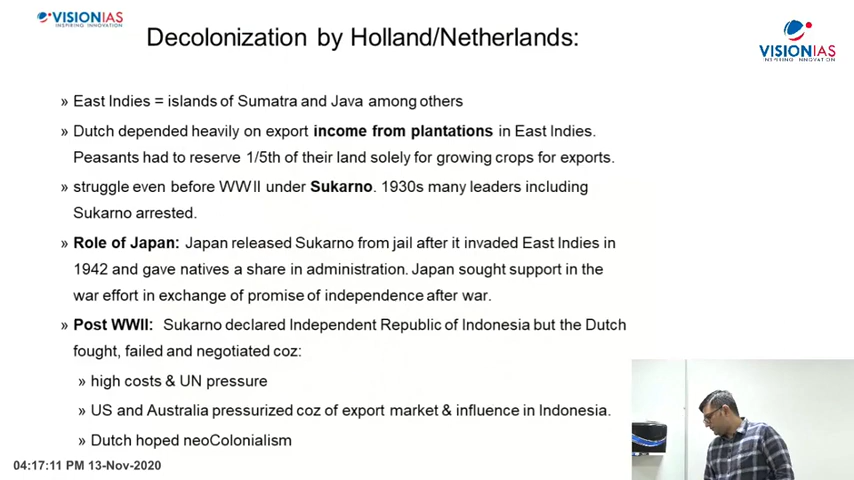 VISIONIAS
INSPIRING INNOVATION
Decolonization by Holland/Netherlands:
VISIONIAS
INSPIRING INNOVATION
» East Indies = islands of Sumatra and Java among others
» Dutch depended heavily on export income from plantations in East Indies.
Peasants had to reserve 1/5th of their land solely for growing crops for exports.
» struggle even before WWII under Sukarno. 1930s many leaders including
Sukarno arrested.
» Role of Japan: Japan released Sukarno from jail after it invaded East Indies in
1942 and gave natives a share in administration. Japan sought support in the
war effort in exchange of promise of independence after war.
» Post WWII: Sukarno declared Independent Republic of Indonesia but the Dutch
fought, failed and negotiated coz:
» high costs & UN pressure
» US and Australia pressurized coz of export market & influence in Indonesia.
» Dutch hoped neoColonialism
04:17:11 PM 13-Nov-2020